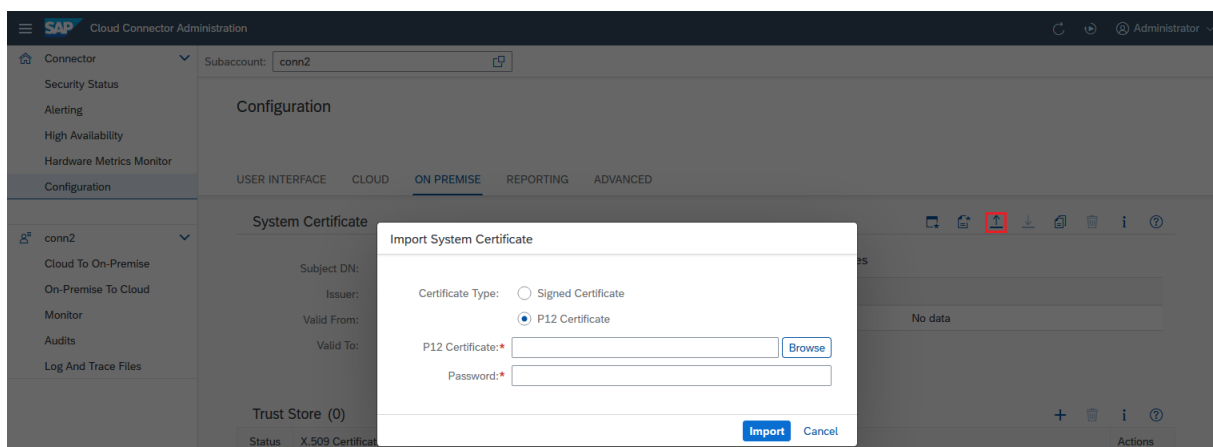 SAP Cloud Connector Administration
Administrator
Connector
Subaccount: conn2
Security Status
Alerting
Configuration
High Availability
Hardware Metrics Monitor
Configuration
USER INTERFACE CLOUD ON PREMISE REPORTING ADVANCED
System Certificate
conn2
Import System Certificate
Cloud To On-Premise
Subject DN:
On-Premise To Cloud
Issuer:
Certificate Type: Signed Certificate
Monitor
Valid From:
P12 Certificate
No data
Audits
Valid To:
P12 Certificate:* Browse
Log And Trace Files
Password:*
Trust Store (0)
Import Cancel
Status X.509 Certificat
Actions